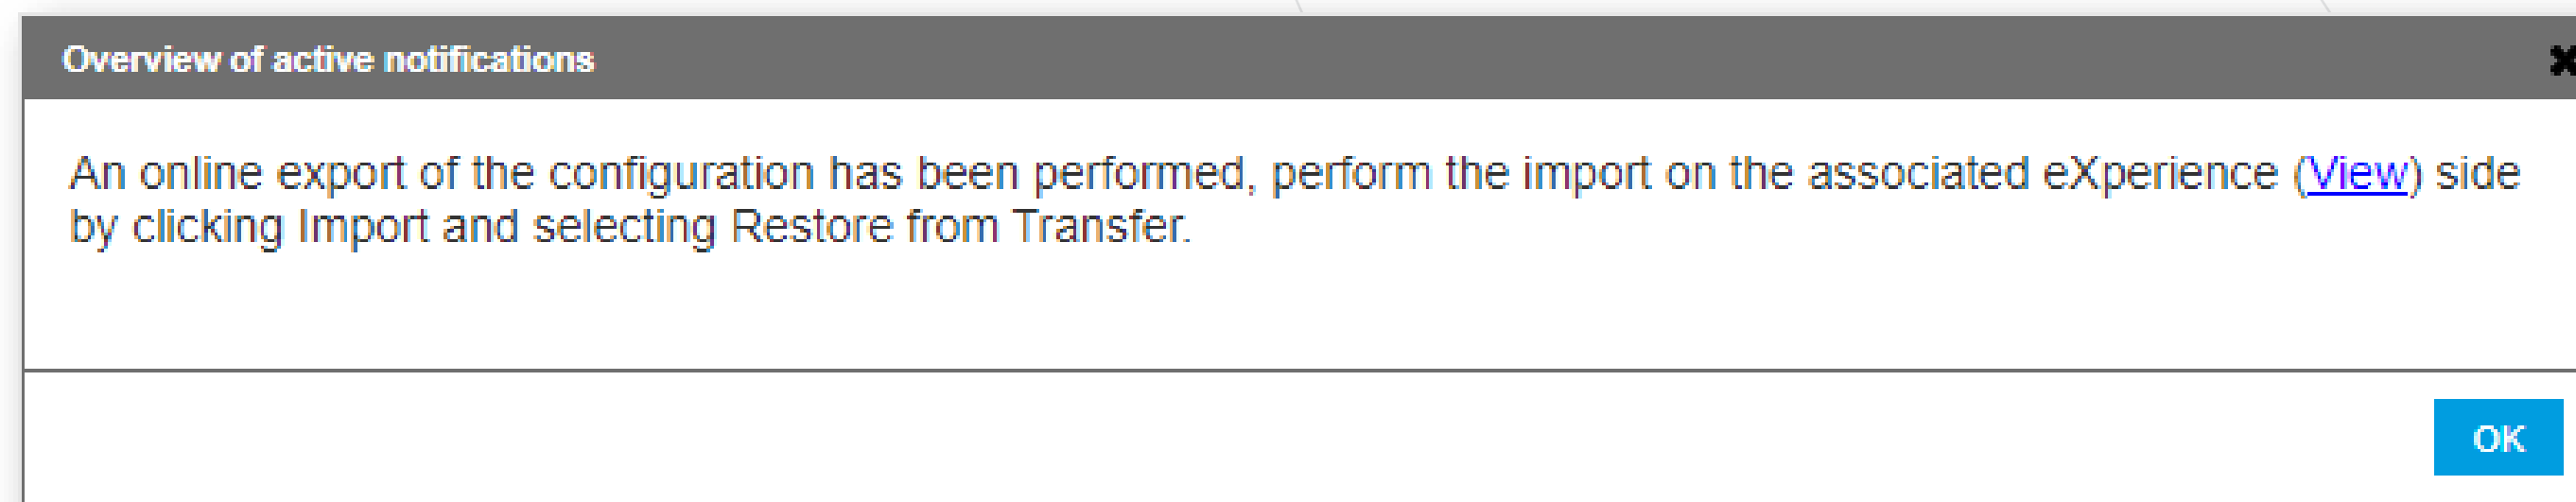 Overview of active notifications
An online export of the configuration has been performed, perform the import on the associated eXperience (View) side
by clicking Import and selecting Restore from Transfer.
OK